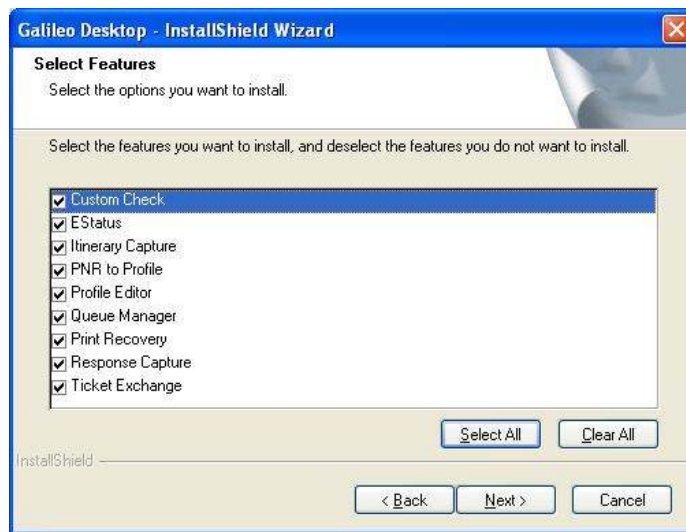 Galileo Desktop - InstallShield Wizard
Select Features
Select the options you want to install.
Select the features you want to install, and deselect the features you do not want to install.
Custom Check
EStatus
Itinerary Capture
PNR to Profile
Profile Editor
Queue Manager
Print Recovery
Response Capture
Ticket Exchange
Select All Clear All
InstallShield
< Back Next > Cancel